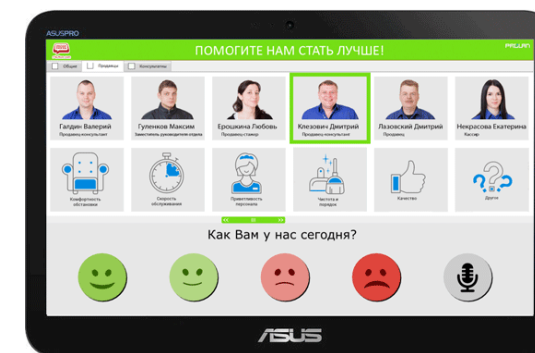 ASUSPRO
ПОМОГИТЕ НАМ СТАТЬ ЛУЧШЕ!
Общие Продавцы Консультанты
Галдин Валерий Гуленков Максим Ерошкина Любовь Клезович Дмитрий Лазовский Дмитрий Некрасова Екатерина
Продавец-консультант Заместитель руководителя отдела Продавец-стажер Продавец-консультант Продавец Кассир
Комфортность обстановки
Скорость обслуживания
Приветливость персонала
Чистота и порядок
Качество
Другое
Как Вам у нас сегодня?
ASUS